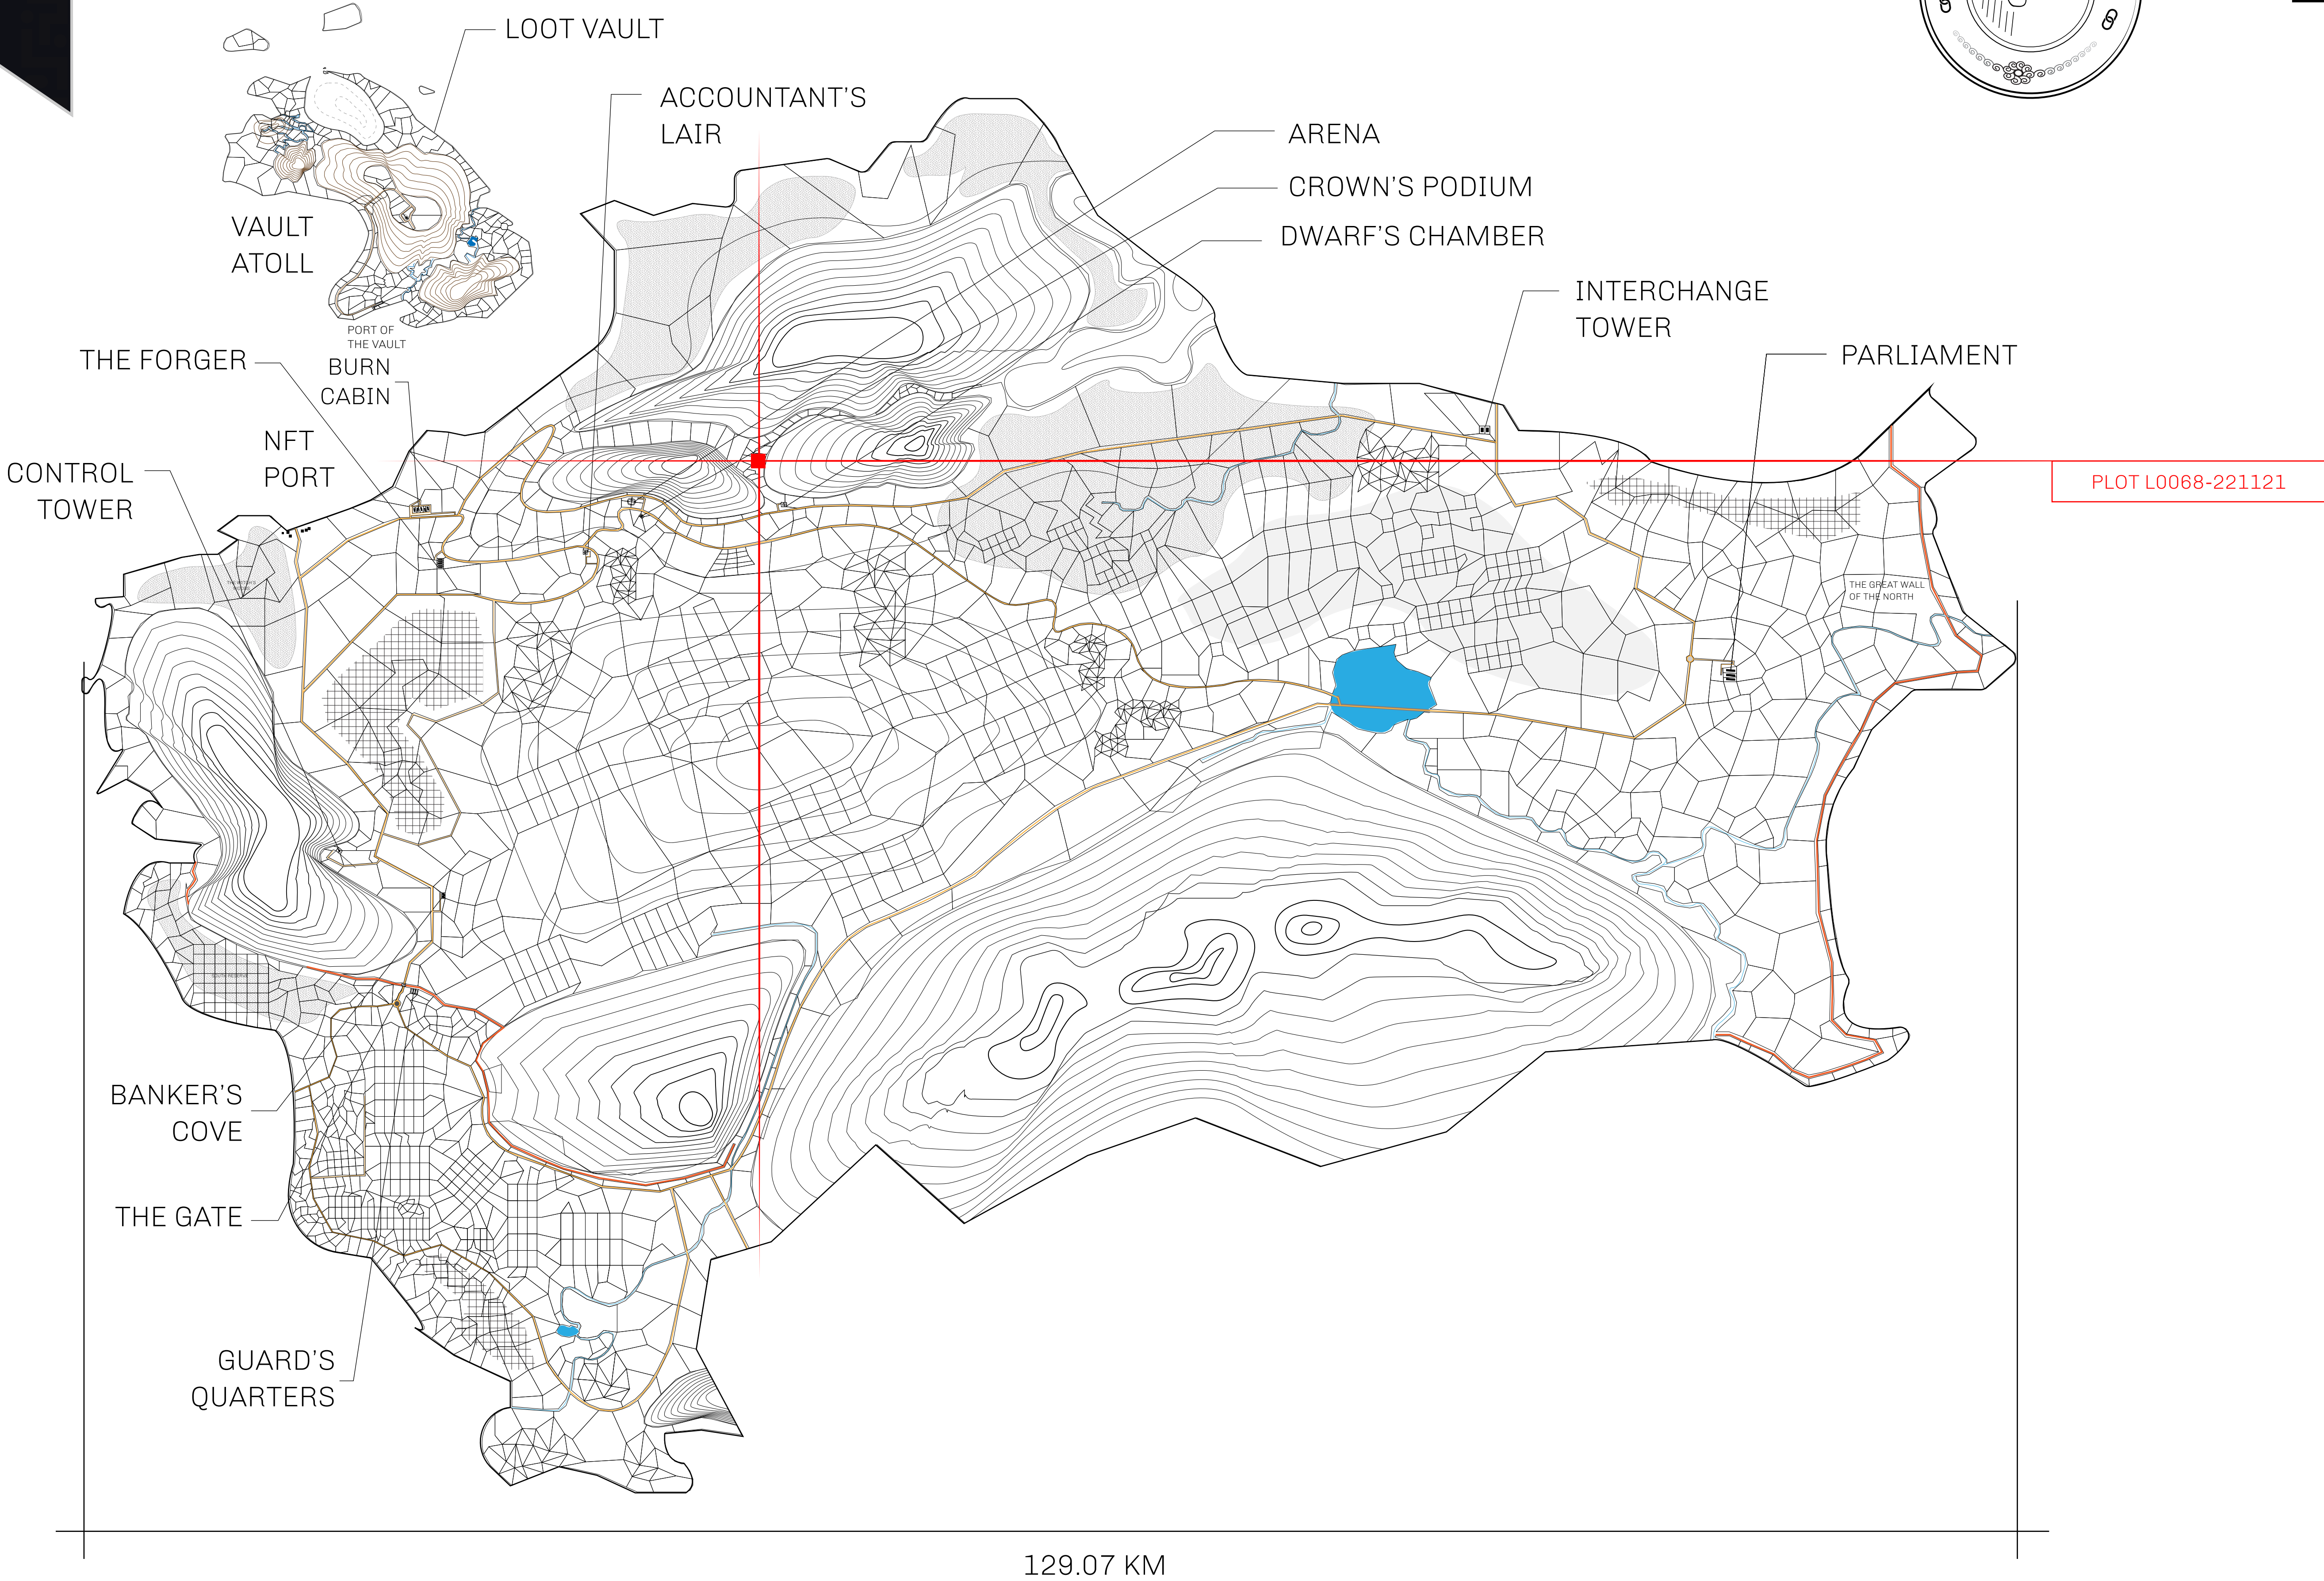 LOOT VAULT
ACCOUNTANT'S
LAIR
ARENA
CROWN'S PODIUM
DWARF'S CHAMBER
VAULT
ATOLL
INTERCHANGE
TOWER
PORT OF
THE VAULT
PARLIAMENT
THE FORGER
BURN
CABIN
NFT
PORT
CONTROL
TOWER
PLOT L0068-221121
THE GREAT WALL
OF THE NORTH
BANKER'S
COVE
THE GATE
GUARD'S
QUARTERS
129.07 KM